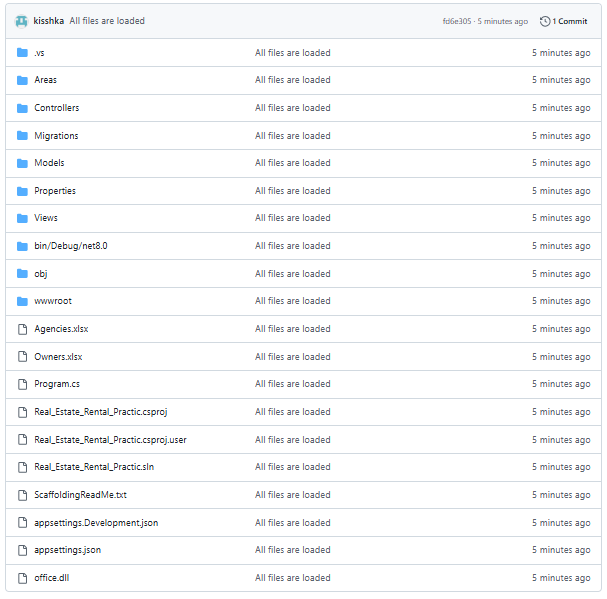 kisshka All files are loaded fd6e305 · 5 minutes ago 1 Commit
.vs All files are loaded 5 minutes ago
Areas All files are loaded 5 minutes ago
Controllers All files are loaded 5 minutes ago
Migrations All files are loaded 5 minutes ago
Models All files are loaded 5 minutes ago
Properties All files are loaded 5 minutes ago
Views All files are loaded 5 minutes ago
bin/Debug/net8.0 All files are loaded 5 minutes ago
obj All files are loaded 5 minutes ago
wwwroot All files are loaded 5 minutes ago
Agencies.xlsx All files are loaded 5 minutes ago
Owners.xlsx All files are loaded 5 minutes ago
Program.cs All files are loaded 5 minutes ago
Real_Estate_Rental_Practic.csproj All files are loaded 5 minutes ago
Real_Estate_Rental_Practic.csproj.user All files are loaded 5 minutes ago
Real_Estate_Rental_Practic.sln All files are loaded 5 minutes ago
ScaffoldingReadMe.txt All files are loaded 5 minutes ago
appsettings.Development.json All files are loaded 5 minutes ago
appsettings.json All files are loaded 5 minutes ago
office.dll All files are loaded 5 minutes ago